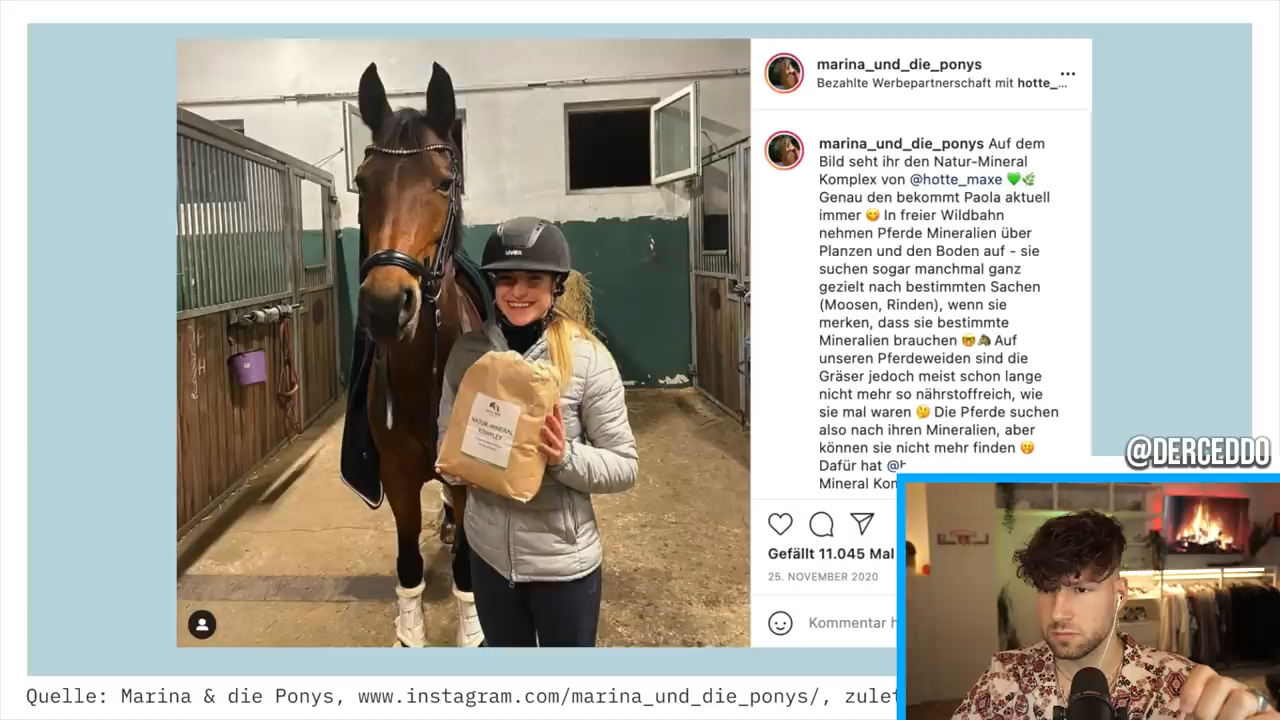 marina_und_die_ponys
Bezahlte Werbepartnerschaft mit hotte_...
marina_und_die_ponys Auf dem
Bild seht ihr den Natur-Mineral
Komplex von @hotte_maxe 💚🌿
Genau den bekommt Paola aktuell
immer 😋 In freier Wildbahn
nehmen Pferde Mineralien über
Planzen und den Boden auf - sie
suchen sogar manchmal ganz
gezielt nach bestimmten Sachen
(Moosen, Rinden), wenn sie
merken, dass sie bestimmte
Mineralien brauchen 🤓🐴 Auf
unseren Pferdeweiden sind die
Gräser jedoch meist schon lange
nicht mehr so nährstoffreich, wie
sie mal waren 🤔 Die Pferde suchen
also nach ihren Mineralien, aber
können sie nicht mehr finden 🤭
Dafür hat
Mineral
Gefällt 11.045 Mal
25. NOVEMBER 2020
Kommentar
uvex
NATUR-MINERAL
KOMPLEX
@DERCEDDO
Quelle: Marina & die Ponys, www.instagram.com/marina_und_die_ponys/,